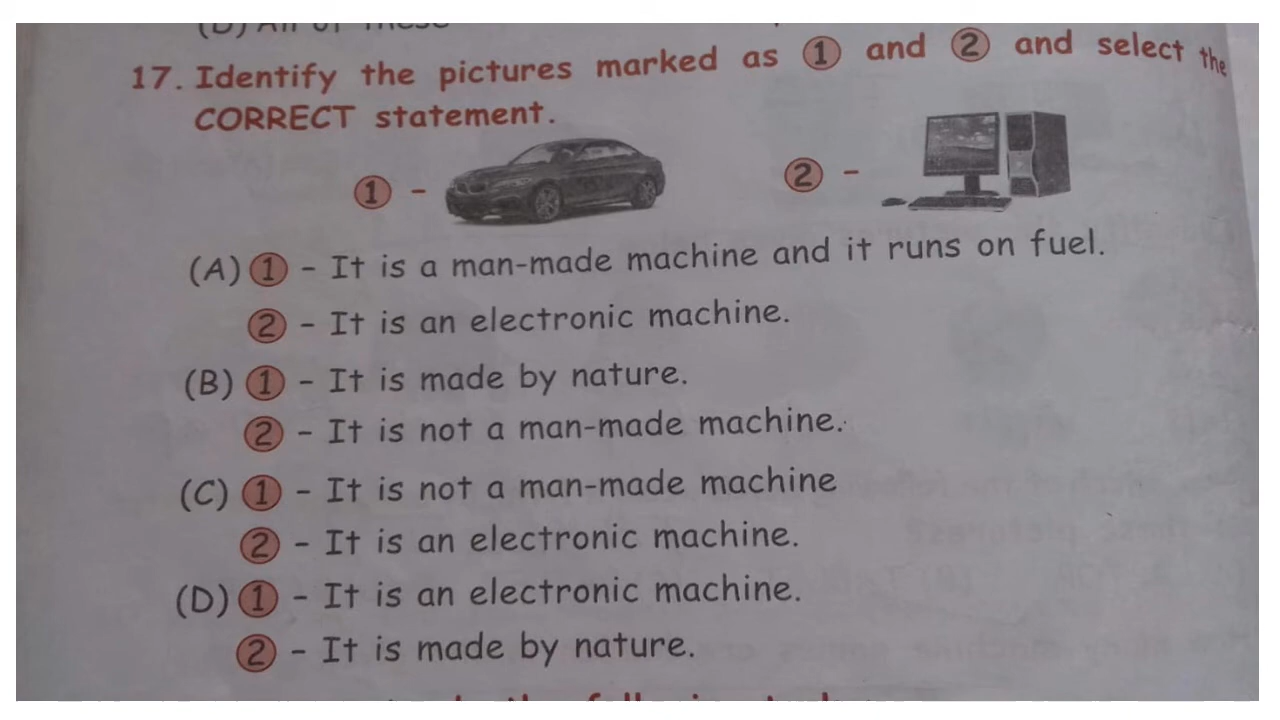 (D) All of These
17. Identify the pictures marked as ① and ② and select the
CORRECT statement.
① - ② -
(A) ① - It is a man-made machine and it runs on fuel.
② - It is an electronic machine.
(B) ① - It is made by nature.
② - It is not a man-made machine.
(C) ① - It is not a man-made machine
② - It is an electronic machine.
(D) ① - It is an electronic machine.
② - It is made by nature.